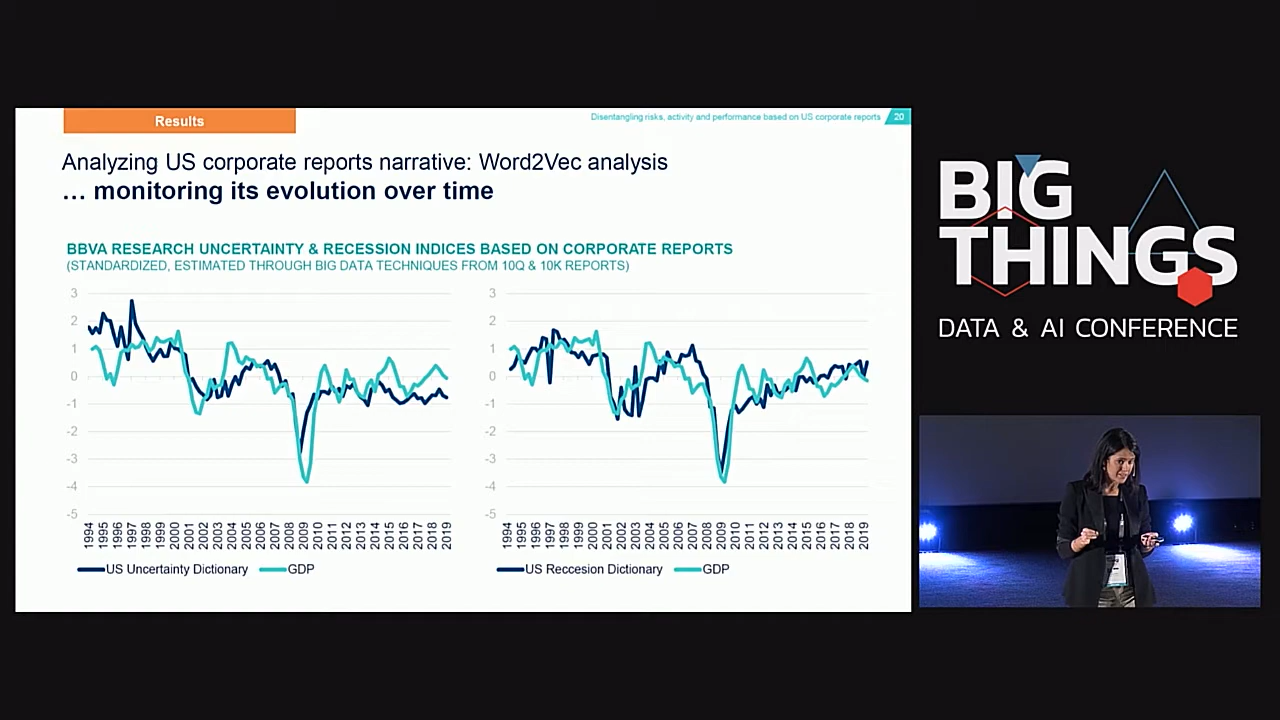 Results
Disentangling risks, activity and performance based on US corporate reports
20
Analyzing US corporate reports narrative: Word2Vec analysis
… monitoring its evolution over time
BBVA RESEARCH UNCERTAINTY & RECESSION INDICES BASED ON CORPORATE REPORTS
(STANDARDIZED, ESTIMATED THROUGH BIG DATA TECHNIQUES FROM 10Q & 10K REPORTS)
3
2
1
0
-1
-2
-3
-4
-5
1994 1995 1996 1997 1998 1999 2000 2001 2002 2003 2004 2005 2006 2007 2008 2009 2010 2011 2012 2013 2014 2015 2016 2017 2018 2019
US Uncertainty Dictionary GDP
3
2
1
0
-1
-2
-3
-4
-5
1994 1995 1996 1997 1998 1999 2000 2001 2002 2003 2004 2005 2006 2007 2008 2009 2010 2011 2012 2013 2014 2015 2016 2017 2018 2019
US Reccesion Dictionary GDP
BIG
THINGS
DATA & AI CONFERENCE